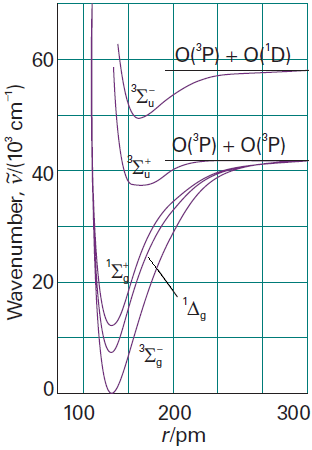 Wavenumber, ṽ/(10³ cm⁻¹)
60
40
20
0
O(³P) + O(¹D)
³Σᵤ⁻
O(³P) + O(³P)
³Σᵤ⁺
¹Σg⁺
¹Δg
³Σg⁻
100 200 300
r/pm